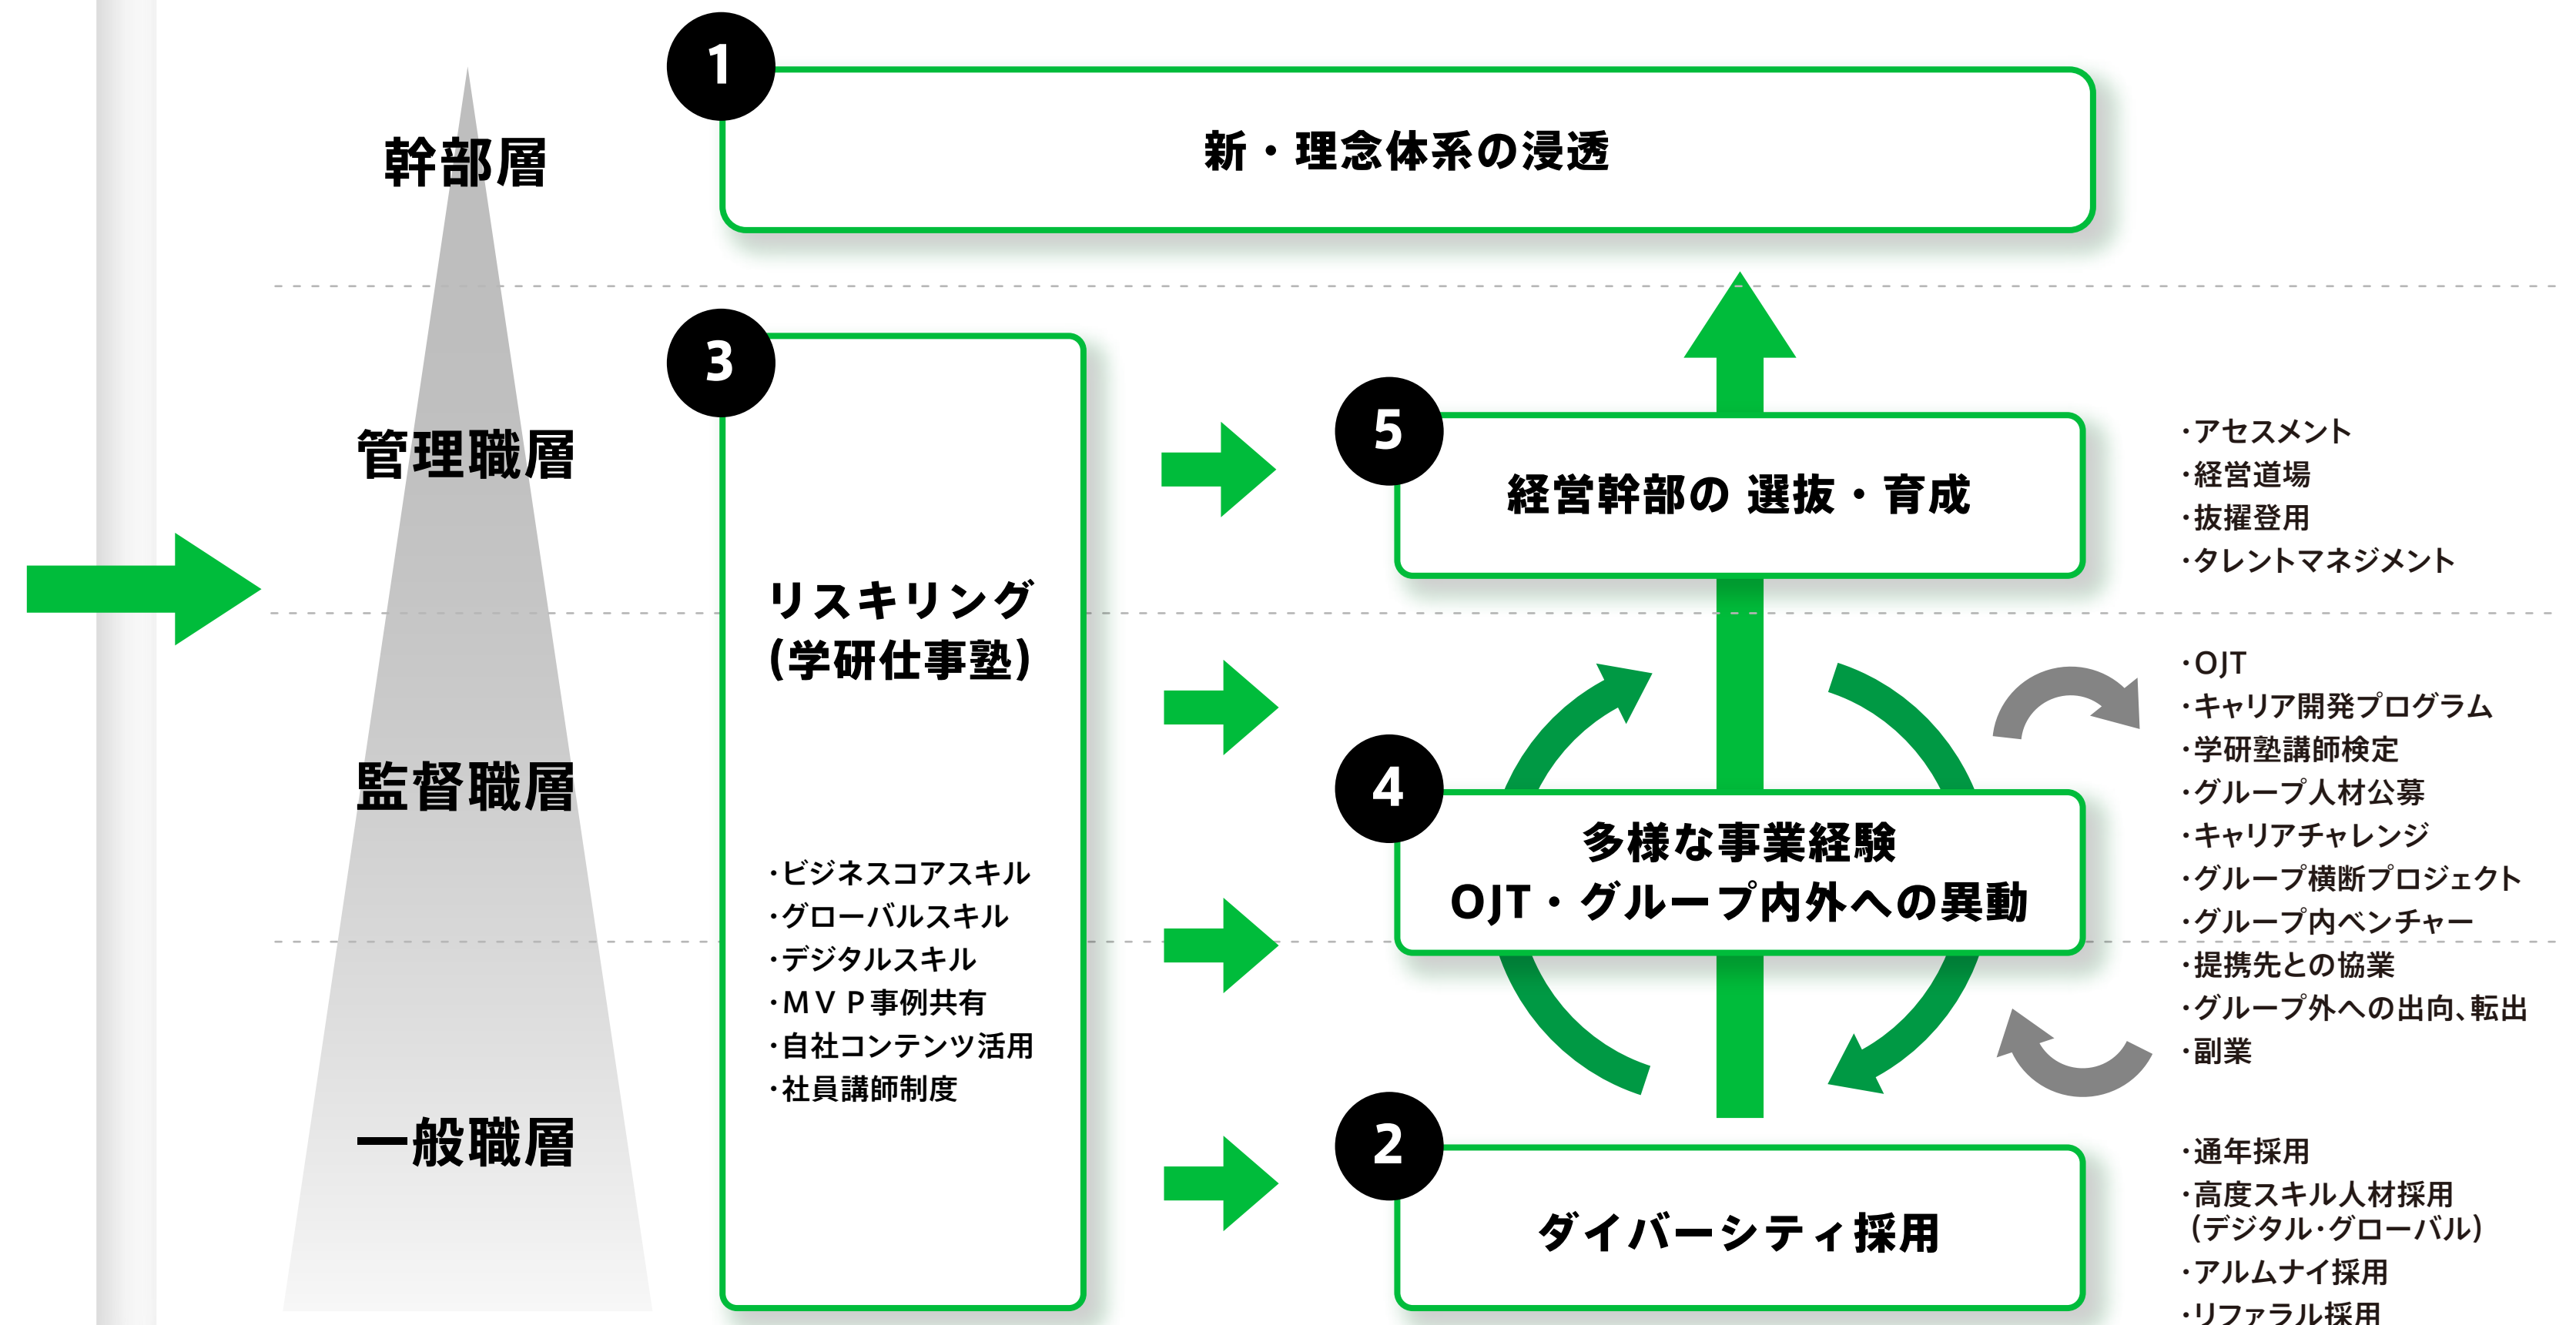 1
新・理念体系の浸透
幹部層
管理職層
監督職層
一般職層
3
リスキリング
(学研仕事塾)
・ビジネスコアスキル
・グローバルスキル
・デジタルスキル
・MVP事例共有
・自社コンテンツ活用
・社員講師制度
5
経営幹部の 選抜・育成
・アセスメント
・経営道場
・抜擢登用
・タレントマネジメント
4
多様な事業経験
OJT・グループ内外への異動
・OJT
・キャリア開発プログラム
・学研塾講師検定
・グループ人材公募
・キャリアチャレンジ
・グループ横断プロジェクト
・グループ内ベンチャー
・提携先との協業
・グループ外への出向、転出
・副業
2
ダイバーシティ採用
・通年採用
・高度スキル人材採用
(デジタル・グローバル)
・アルムナイ採用
・リファラル採用